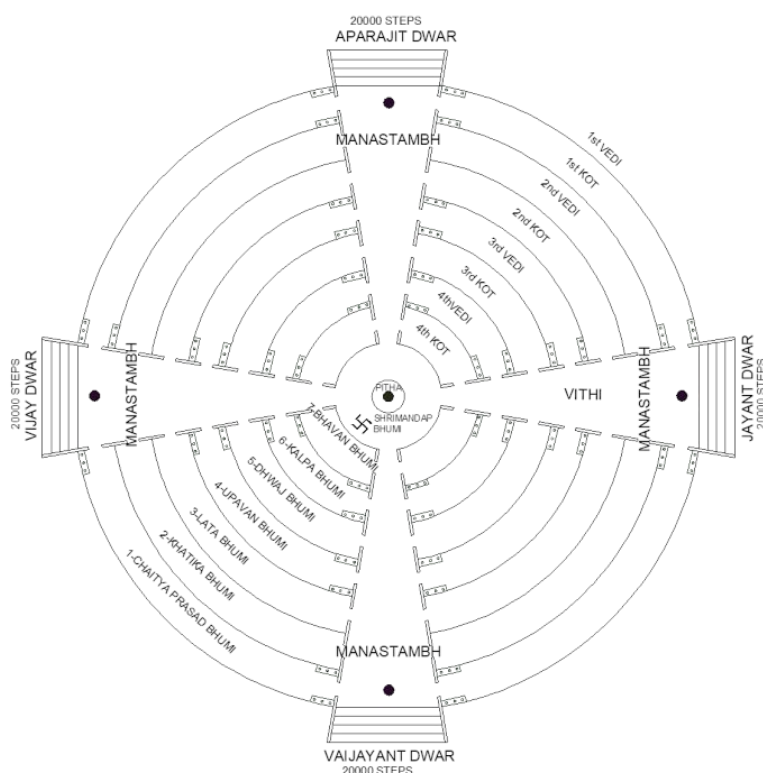 20000 STEPS
APARAJIT DWAR
MANASTAMBH
1st VEDI
1st KOT
2nd VEDI
2nd KOT
3rd VEDI
3rd KOT
4thVEDI
4th KOT
20000 STEPS
VIJAY DWAR
MANASTAMBH
PITHA
SHRIMANDAP
BHUMI
VITHI
MANASTAMBH
JAYANT DWAR
20000 STEPS
7-BHAVAN BHUMI
6-KALPA BHUMI
5-DHWAJ BHUMI
4-UPAVAN BHUMI
3-LATA BHUMI
2-KHATIKA BHUMI
1-CHAITYA PRASAD BHUMI
MANASTAMBH
VAIJAYANT DWAR
20000 STEPS